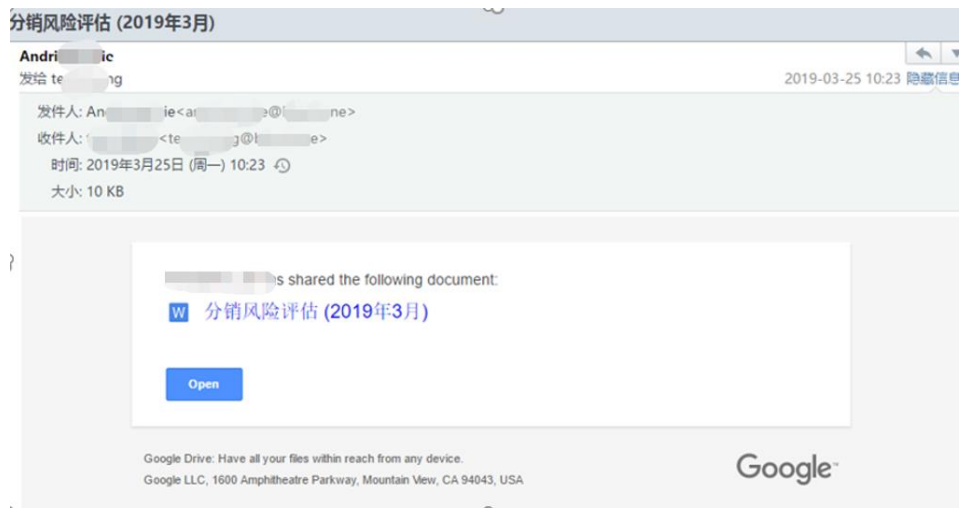 分销风险评估 (2019年3月)
Andri ic
发给 te ng
2019-03-25 10:23 隐藏信息
发件人: An ie<a e@ ne>
收件人: <te g@ e>
时间: 2019年3月25日 (周一) 10:23
大小: 10 KB
s shared the following document:
W 分销风险评估 (2019年3月)
Open
Google Drive: Have all your files within reach from any device.
Google LLC, 1600 Amphitheatre Parkway, Mountain View, CA 94043, USA
Google